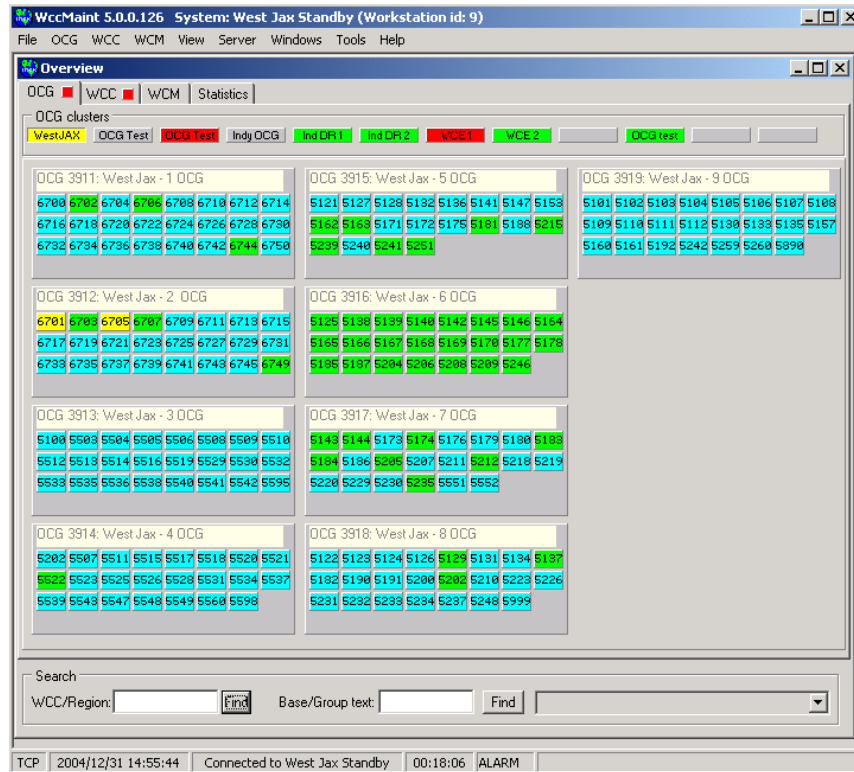 WccMaint 5.0.0.126 System: West Jax Standby (Workstation id: 9)
File OCG WCC WCM View Server Windows Tools Help
Overview
OCG WCC WCM Statistics
OCG clusters
WestJAX OCG Test OCG Test Indy OCG Ind DR 1 Ind DR 2 WCE 1 WCE 2 OCG test
OCG 3911: West Jax - 1 OCG
6700 6702 6704 6706 6708 6710 6712 6714
6716 6718 6720 6722 6724 6726 6728 6730
6732 6734 6736 6738 6740 6742 6744 6750
OCG 3912: West Jax - 2 OCG
6701 6703 6705 6707 6709 6711 6713 6715
6717 6719 6721 6723 6725 6727 6729 6731
6733 6735 6737 6739 6741 6743 6745 6749
OCG 3913: West Jax - 3 OCG
5100 5503 5504 5505 5506 5508 5509 5510
5512 5513 5514 5516 5519 5529 5530 5532
5533 5535 5536 5538 5540 5541 5542 5595
OCG 3914: West Jax - 4 OCG
5202 5507 5511 5515 5517 5518 5520 5521
5522 5523 5525 5526 5528 5531 5534 5537
5539 5543 5547 5548 5549 5560 5598
OCG 3915: West Jax - 5 OCG
5121 5127 5128 5132 5136 5141 5147 5153
5162 5163 5171 5172 5175 5181 5188 5215
5239 5240 5241 5251
OCG 3916: West Jax - 6 OCG
5125 5138 5139 5140 5142 5145 5146 5164
5165 5166 5167 5168 5169 5170 5177 5178
5185 5187 5204 5206 5208 5209 5246
OCG 3917: West Jax - 7 OCG
5143 5144 5173 5174 5176 5179 5180 5183
5184 5186 5205 5207 5211 5212 5218 5219
5220 5229 5230 5235 5551 5552
OCG 3918: West Jax - 8 OCG
5122 5123 5124 5126 5129 5131 5134 5137
5182 5190 5191 5200 5202 5210 5223 5226
5231 5232 5233 5234 5237 5248 5999
OCG 3919: West Jax - 9 OCG
5101 5102 5103 5104 5105 5106 5107 5108
5109 5110 5111 5112 5130 5133 5135 5157
5160 5161 5192 5242 5259 5260 5890
Search
WCC/Region: Find Base/Group text: Find
TCP 2004/12/31 14:55:44 Connected to West Jax Standby 00:18:06 ALARM